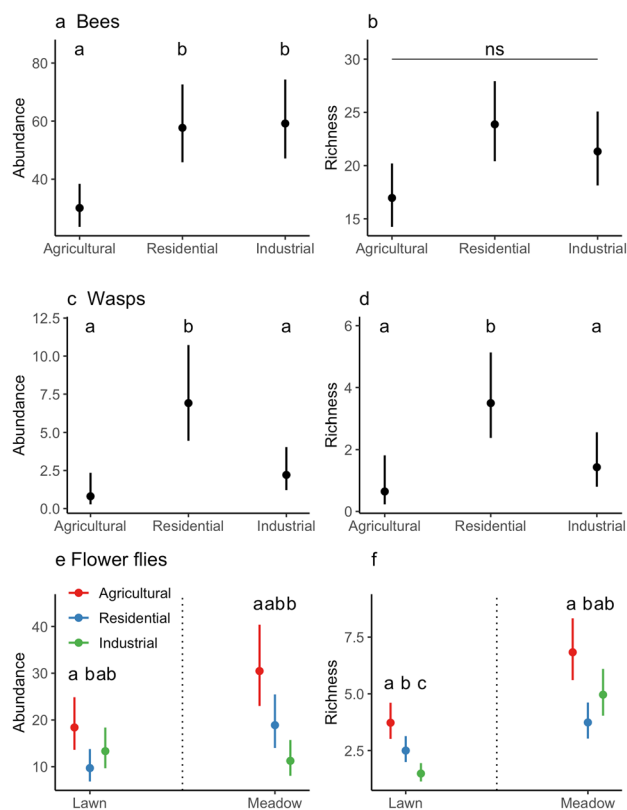 a Bees
a b b
Abundance
80
60
40
Agricultural Residential Industrial
b
ns
Richness
30
25
20
15
Agricultural Residential Industrial
c Wasps
a b a
Abundance
12.5
10.0
7.5
5.0
2.5
0.0
Agricultural Residential Industrial
d
a b a
Richness
6
4
2
0
Agricultural Residential Industrial
e Flower flies
Agricultural
Residential
Industrial
aabb
a bab
Abundance
40
30
20
10
Lawn Meadow
f
a bab
a b c
Richness
7.5
5.0
2.5
Lawn Meadow